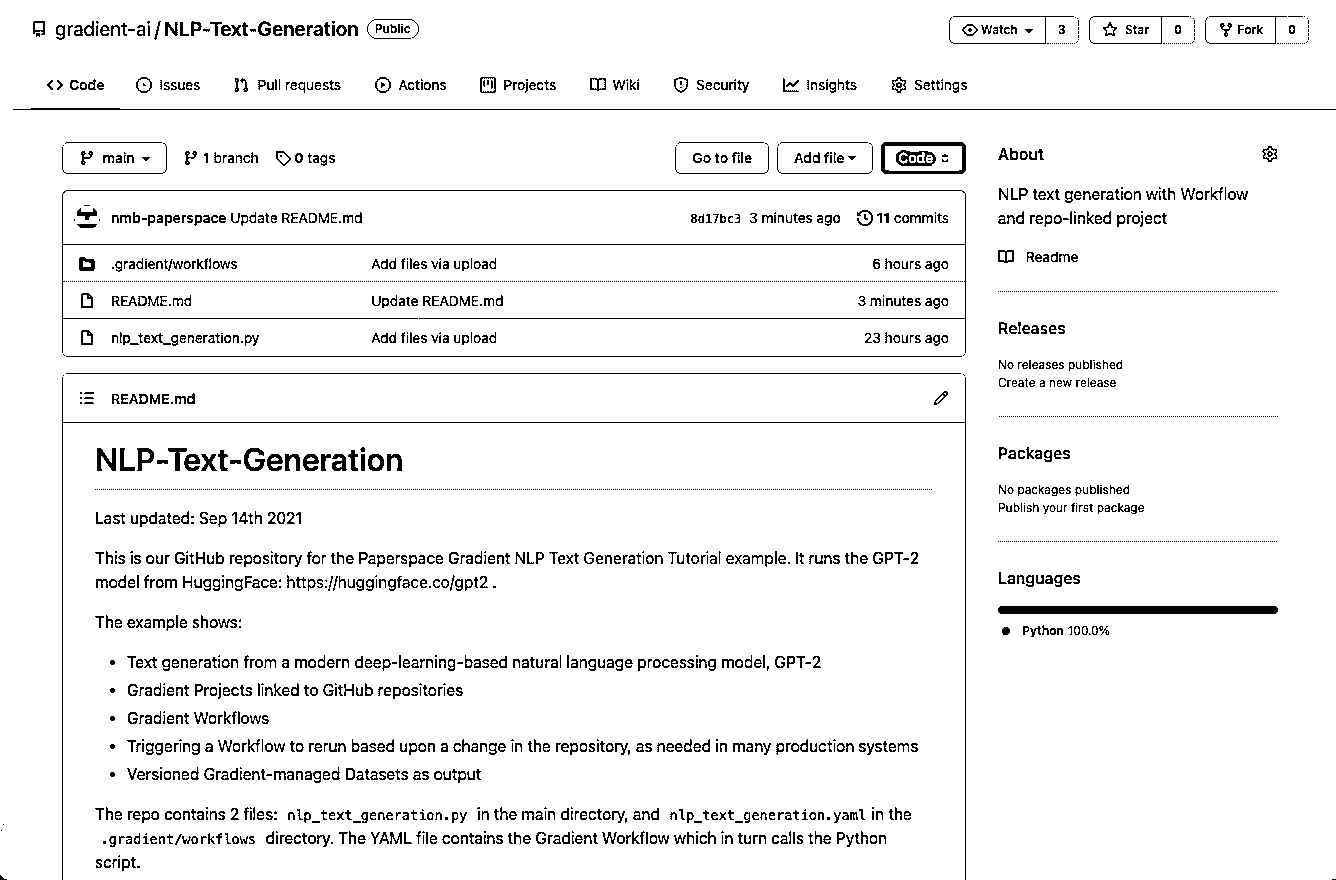 gradient-ai / NLP-Text-Generation Public
Watch 3 Star 0 Fork 0
Code Issues Pull requests Actions Projects Wiki Security Insights Settings
main 1 branch 0 tags Go to file Add file Code
nmb-paperspace Update README.md 8d17bc3 3 minutes ago 11 commits
.gradient/workflows Add files via upload 6 hours ago
README.md Update README.md 3 minutes ago
nlp_text_generation.py Add files via upload 23 hours ago
README.md
NLP-Text-Generation
Last updated: Sep 14th 2021
This is our GitHub repository for the Paperspace Gradient NLP Text Generation Tutorial example. It runs the GPT-2
model from HuggingFace: https://huggingface.co/gpt2 .
The example shows:
• Text generation from a modern deep-learning-based natural language processing model, GPT-2
• Gradient Projects linked to GitHub repositories
• Gradient Workflows
• Triggering a Workflow to rerun based upon a change in the repository, as needed in many production systems
• Versioned Gradient-managed Datasets as output
The repo contains 2 files: nlp_text_generation.py in the main directory, and nlp_text_generation.yaml in the
.gradient/workflows directory. The YAML file contains the Gradient Workflow which in turn calls the Python
script.
About
NLP text generation with Workflow
and repo-linked project
Readme
Releases
No releases published
Create a new release
Packages
No packages published
Publish your first package
Languages
Python 100.0%